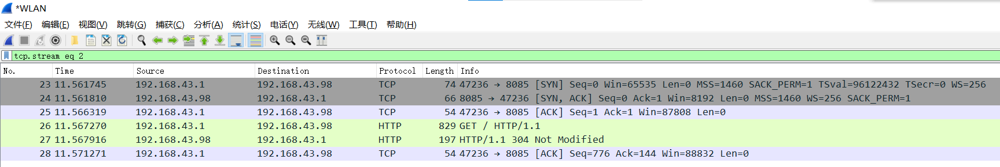 *WLAN
文件(F) 编辑(E) 视图(V) 跳转(G) 捕获(C) 分析(A) 统计(S) 电话(Y) 无线(W) 工具(T) 帮助(H)
tcp.stream eq 2
No. Time Source Destination Protocol Length Info
23 11.561745 192.168.43.1 192.168.43.98 TCP 74 47236 → 8085 [SYN] Seq=0 Win=65535 Len=0 MSS=1460 SACK_PERM=1 TSval=96122432 TSecr=0 WS=256
24 11.561810 192.168.43.98 192.168.43.1 TCP 66 8085 → 47236 [SYN, ACK] Seq=0 Ack=1 Win=8192 Len=0 MSS=1460 WS=256 SACK_PERM=1
25 11.566319 192.168.43.1 192.168.43.98 TCP 54 47236 → 8085 [ACK] Seq=1 Ack=1 Win=87808 Len=0
26 11.567270 192.168.43.1 192.168.43.98 HTTP 829 GET / HTTP/1.1
27 11.567916 192.168.43.98 192.168.43.1 HTTP 197 HTTP/1.1 304 Not Modified
28 11.571271 192.168.43.1 192.168.43.98 TCP 54 47236 → 8085 [ACK] Seq=776 Ack=144 Win=88832 Len=0